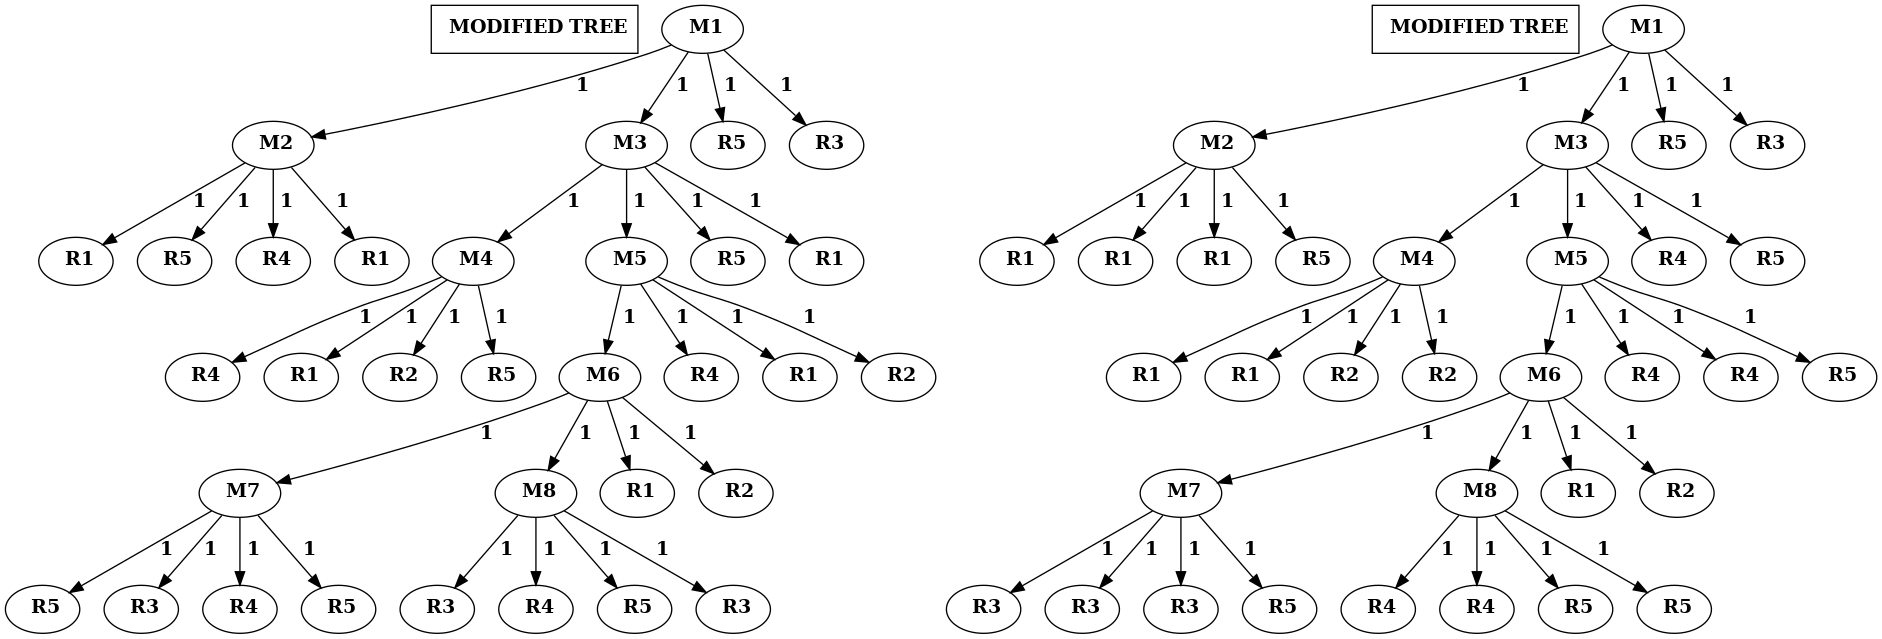 MODIFIED TREE M1 MODIFIED TREE M1
1 1 1 1 1 1 1 1
M2 M3 R5 R3 M2 M3 R5 R3
1 1 1 1 1 1 1 1 1 1 1 1 1 1 1 1
R1 R5 R4 R1 M4 M5 R5 R1 R1 R1 R1 R5 M4 M5 R4 R5
1 1 1 1 1 1 1 1 1 1 1 1 1 1 1 1
R4 R1 R2 R5 M6 R4 R1 R2 R1 R1 R2 R2 M6 R4 R4 R5
1 1 1 1 1 1 1 1
M7 M8 R1 R2 M7 M8 R1 R2
1 1 1 1 1 1 1 1 1 1 1 1 1 1 1 1
R5 R3 R4 R5 R3 R4 R5 R3 R3 R3 R3 R5 R4 R4 R5 R5